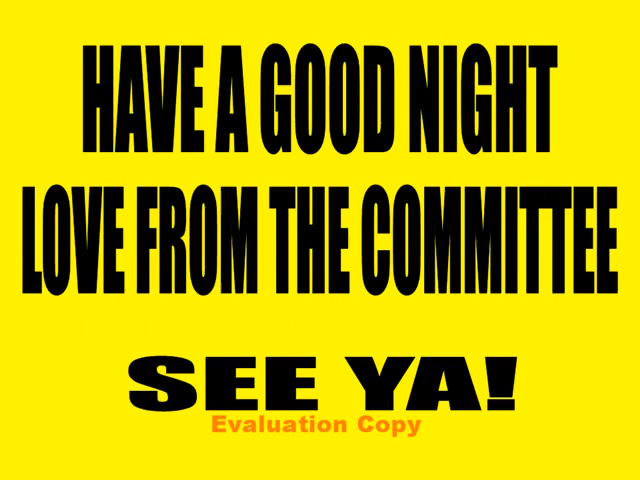 HAVE A GOOD NIGHT
LOVE FROM THE COMMITTEE
SEE YA!
Evaluation Copy